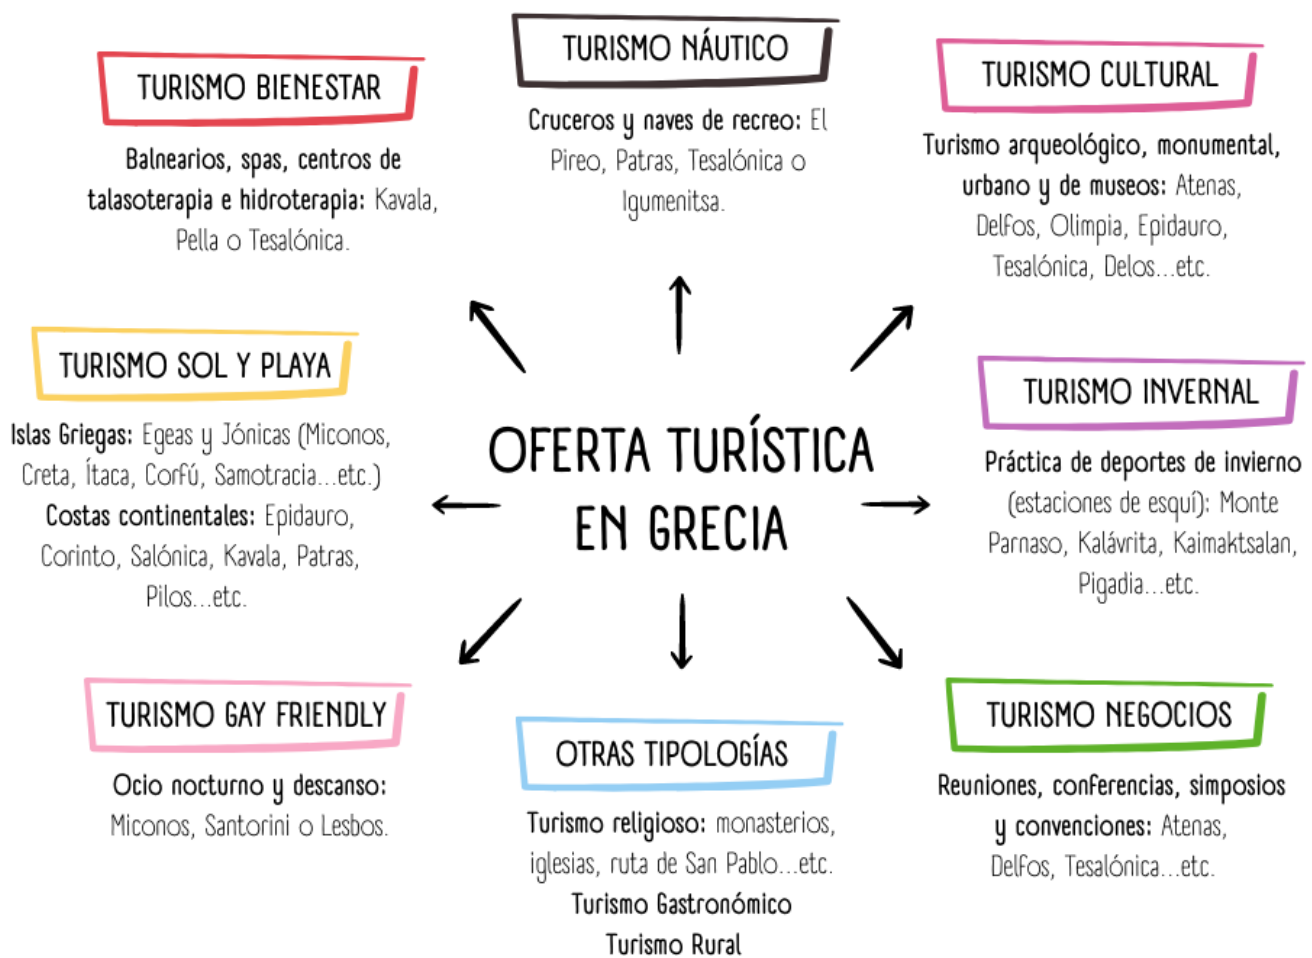 TURISMO BIENESTAR
Balnearios, spas, centros de
talasoterapia e hidroterapia: Kavala,
Pella o Tesalónica.
TURISMO NÁUTICO
Cruceros y naves de recreo: El
Pireo, Patras, Tesalónica o
Igumenitsa.
TURISMO CULTURAL
Turismo arqueológico, monumental,
urbano y de museos: Atenas,
Delfos, Olimpia, Epidauro,
Tesalónica, Delos...etc.
TURISMO SOL Y PLAYA
Islas Griegas: Egeas y Jónicas (Miconos,
Creta, Ítaca, Corfú, Samotracia...etc.)
Costas continentales: Epidauro,
Corinto, Salónica, Kavala, Patras,
Pilos...etc.
OFERTA TURÍSTICA
EN GRECIA
TURISMO INVERNAL
Práctica de deportes de invierno
(estaciones de esquí): Monte
Parnaso, Kalávrita, Kaimaktsalan,
Pigadia...etc.
TURISMO GAY FRIENDLY
Ocio nocturno y descanso:
Miconos, Santorini o Lesbos.
OTRAS TIPOLOGÍAS
Turismo religioso: monasterios,
iglesias, ruta de San Pablo...etc.
Turismo Gastronómico
Turismo Rural
TURISMO NEGOCIOS
Reuniones, conferencias, simposios
y convenciones: Atenas,
Delfos, Tesalónica...etc.